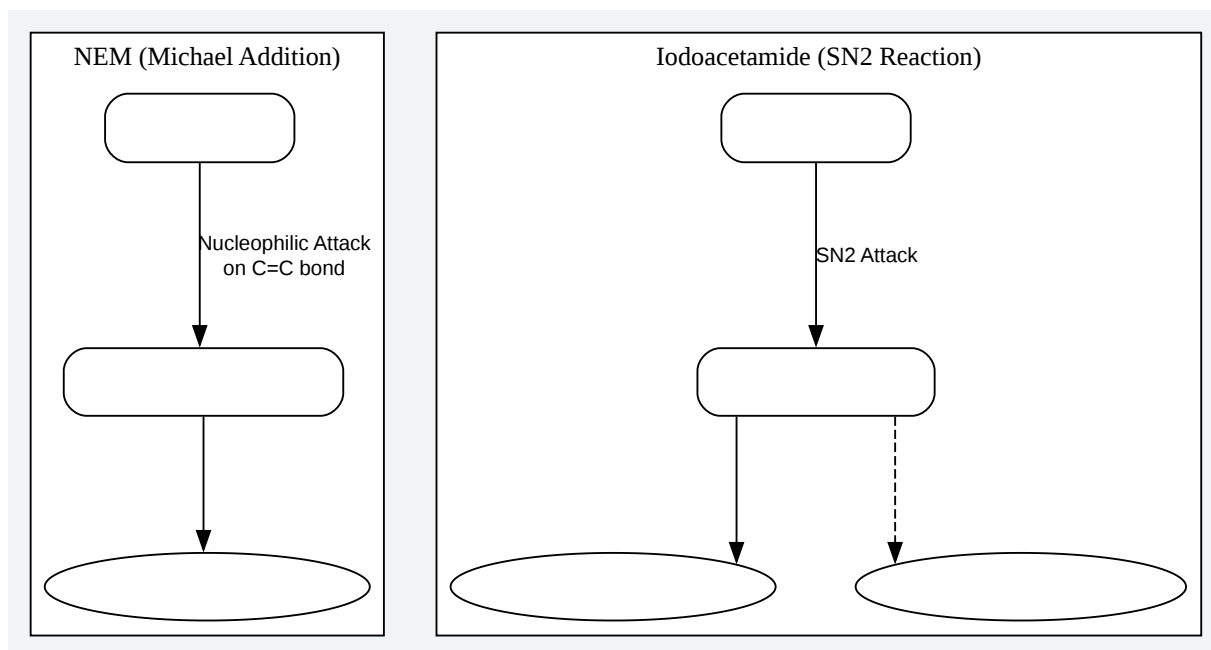 NEM (Michael Addition)
Nucleophilic Attack
on C=C bond
Iodoacetamide (SN2 Reaction)
SN2 Attack